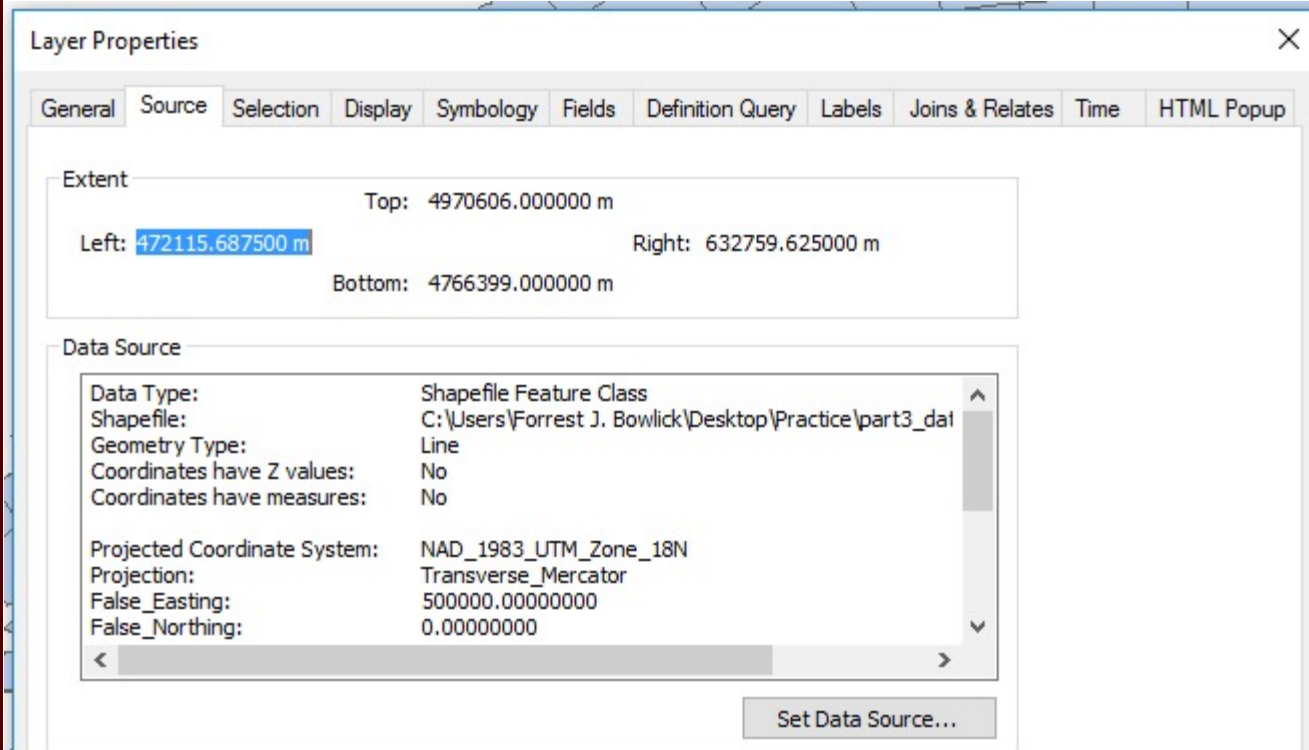 Layer Properties
General Source Selection Display Symbology Fields Definition Query Labels Joins & Relates Time HTML Popup
Extent
Top: 4970606.000000 m
Left: 472115.687500 m Right: 632759.625000 m
Bottom: 4766399.000000 m
Data Source
Data Type: Shapefile Feature Class
Shapefile: C:\Users\Forrest J. Bowlick\Desktop\Practice\part3_dat
Geometry Type: Line
Coordinates have Z values: No
Coordinates have measures: No
Projected Coordinate System: NAD_1983_UTM_Zone_18N
Projection: Transverse_Mercator
False_Easting: 500000.00000000
False_Northing: 0.00000000
Set Data Source...